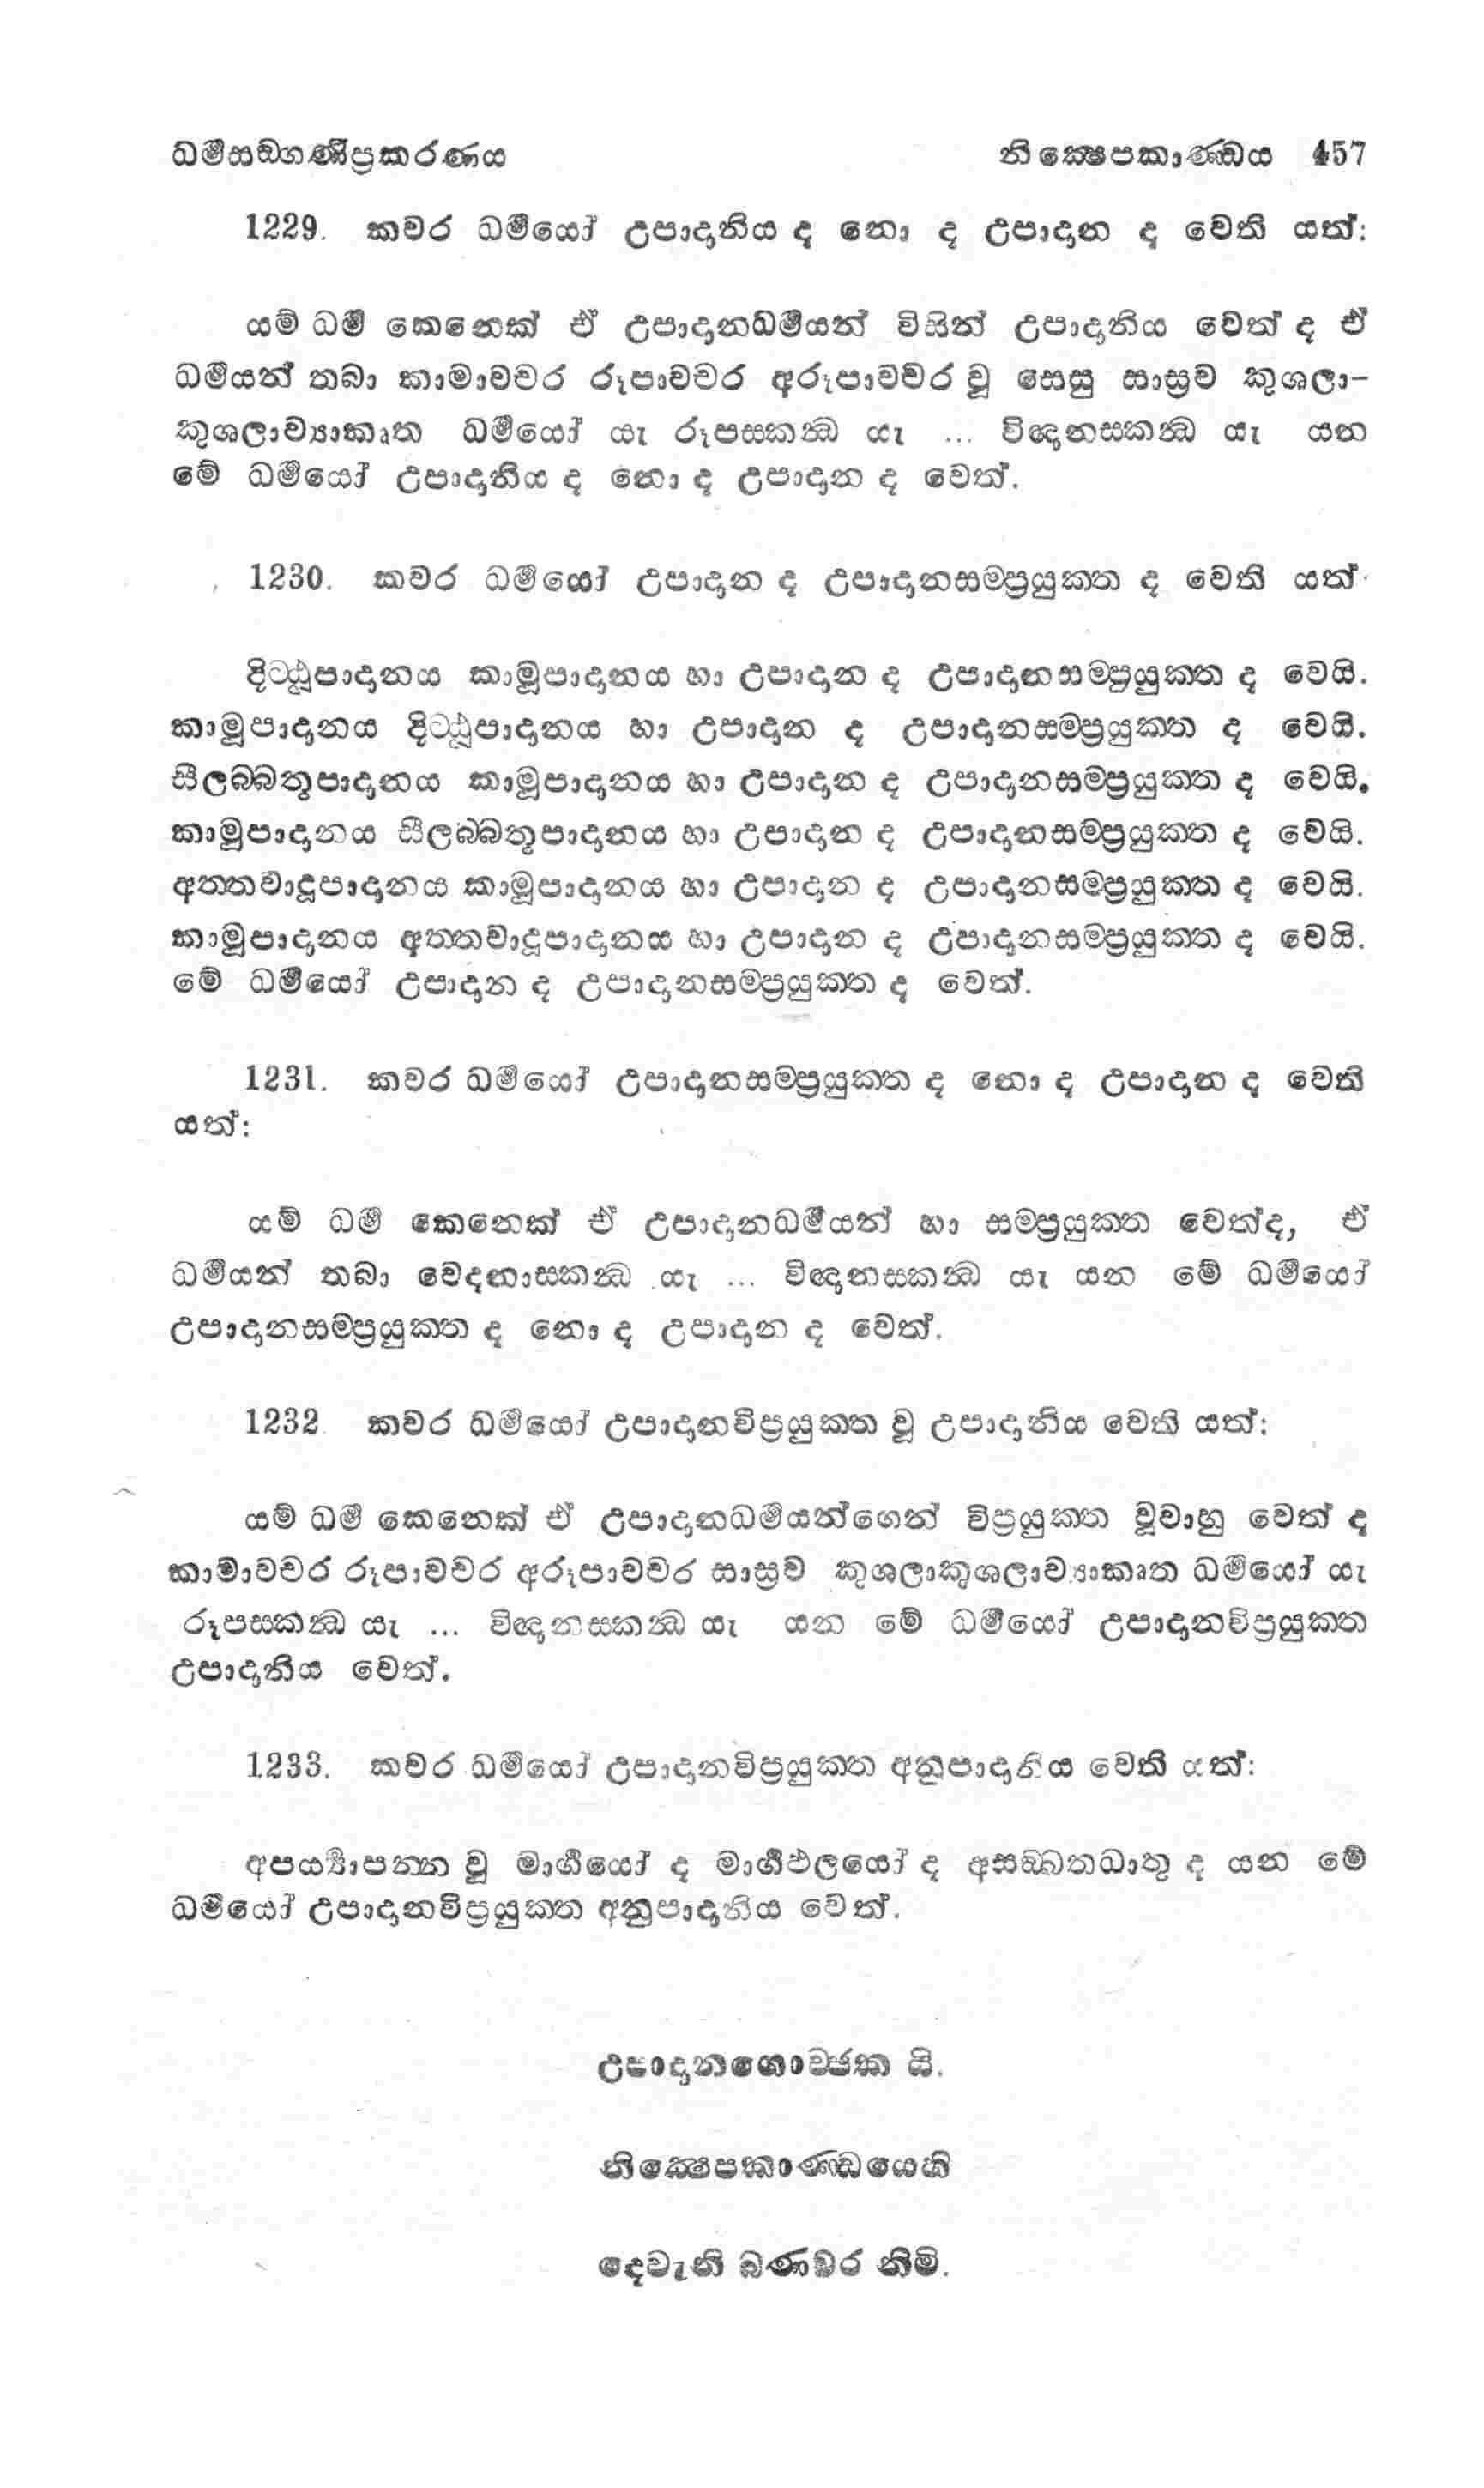 ධර්මසඞ්ගණිප්‍රකරණය නික්‍ෂෙපකාණ්ඩය 457
1229. කවර ධර්මයෝ උපාදානිය ද නො ද උපාදාන ද වෙති යත්:
යම් ධර්ම කෙනෙක් ඒ උපාදානධර්මයන් විසින් උපාදානිය වෙත් ද ඒ
ධර්මයන් තබා කාමාවචර රූපාවචර අරූපාවචර වූ සෙසු සාස්‍රව කුශලා-
කුශලාව්‍යාකෘත ධර්මයෝ යැ රූපස්කන්‍ධ යැ ... විඥානස්කන්‍ධ යැ යන
මේ ධර්මයෝ උපාදානිය ද නො ද උපාදාන ද වෙත්.
1230. කවර ධර්මයෝ උපාදාන ද උපාදානසම්ප්‍රයුක්ත ද වෙති යත්
දිට්ඨුපාදානය කාමූපාදානය හා උපාදාන ද උපාදානසම්ප්‍රයුක්ත ද වෙයි.
කාමූපාදානය දිට්ඨුපාදානය හා උපාදාන ද උපාදානසම්ප්‍රයුක්ත ද වෙයි.
සීලබ්බතුපාදානය කාමූපාදානය හා උපාදාන ද උපාදානසම්ප්‍රයුක්ත ද වෙයි.
කාමූපාදානය සීලබ්බතුපාදානය හා උපාදාන ද උපාදානසම්ප්‍රයුක්ත ද වෙයි.
අත්තවාදූපාදානය කාමූපාදානය හා උපාදාන ද උපාදානසම්ප්‍රයුක්ත ද වෙයි.
කාමූපාදානය අත්තවාදූපාදානය හා උපාදාන ද උපාදානසම්ප්‍රයුක්ත ද වෙයි.
මේ ධර්මයෝ උපාදාන ද උපාදානසම්ප්‍රයුක්ත ද වෙත්.
1231. කවර ධර්මයෝ උපාදානසම්ප්‍රයුක්ත ද නො ද උපාදාන ද වෙති
යත්:
යම් ධර්ම කෙනෙක් ඒ උපාදානධර්මයන් හා සම්ප්‍රයුක්ත වෙත්ද, ඒ
ධර්මයන් තබා වෙදනාස්කන්‍ධ යැ ... විඥානස්කන්‍ධ යැ යන මේ ධර්මයෝ
උපාදානසම්ප්‍රයුක්ත ද නො ද උපාදාන ද වෙත්.
1232 කවර ධර්මයෝ උපාදානවිප්‍රයුක්ත වූ උපාදානිය වෙති යත්:
යම් ධර්ම කෙනෙක් ඒ උපාදානධර්මයන්ගෙන් විප්‍රයුක්ත වූවාහු වෙත් ද
කාමාවචර රූපාවචර අරූපාවචර සාස්‍රව කුශලාකුශලාව්‍යාකෘත ධර්මයෝ යැ
රූපස්කන්‍ධ යැ ... විඥානස්කන්‍ධ යැ යන මේ ධර්මයෝ උපාදානවිප්‍රයුක්ත
උපාදානිය වෙත්.
1233. කවර ධර්මයෝ උපාදානවිප්‍රයුක්ත අනුපාදානිය වෙති යත්:
අපර්‍ය්‍යාපන්න වූ මාර්ගයෝ ද මාර්ගඵලයෝ ද අසඞ්ඛතධාතු ද යන මේ
ධර්මයෝ උපාදානවිප්‍රයුක්ත අනුපාදානිය වෙත්.
උපාදානගොච්ඡක යි.
නික්‍ෂෙපකාණ්ඩයෙහි
දෙවැනි බණවර නිමි.